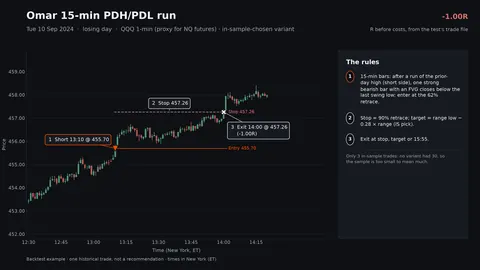 Omar 15-min PDH/PDL run
-1.00R
Tue 10 Sep 2024 · losing day · QQQ 1-min (proxy for NQ futures) · in-sample-chosen variant
R before costs, from the test's trade file
459.00
458.00
457.00
456.00
455.00
454.00
453.00
452.00
Price
2 Stop 457.26
Stop 457.26
3 Exit 14:00 @ 457.26
(-1.00R)
1 Short 13:10 @ 455.70
Entry 455.70
12:30
12:45
13:00
13:15
13:30
13:45
14:00
14:15
Time (New York, ET)
The rules
1
15-min bars: after a run of the prior-
day high (short side), one strong
bearish bar with an FVG closes below the
last swing low; enter at the 62%
retrace.
2
Stop = 90% retrace; target = range low −
0.28 × range (IS pick).
3
Exit at stop, target or 15:55.
Only 3 in-sample trades; no variant had 30, so
the sample is too small to mean much.
Backtest example · one historical trade, not a recommendation · times in New York (ET)